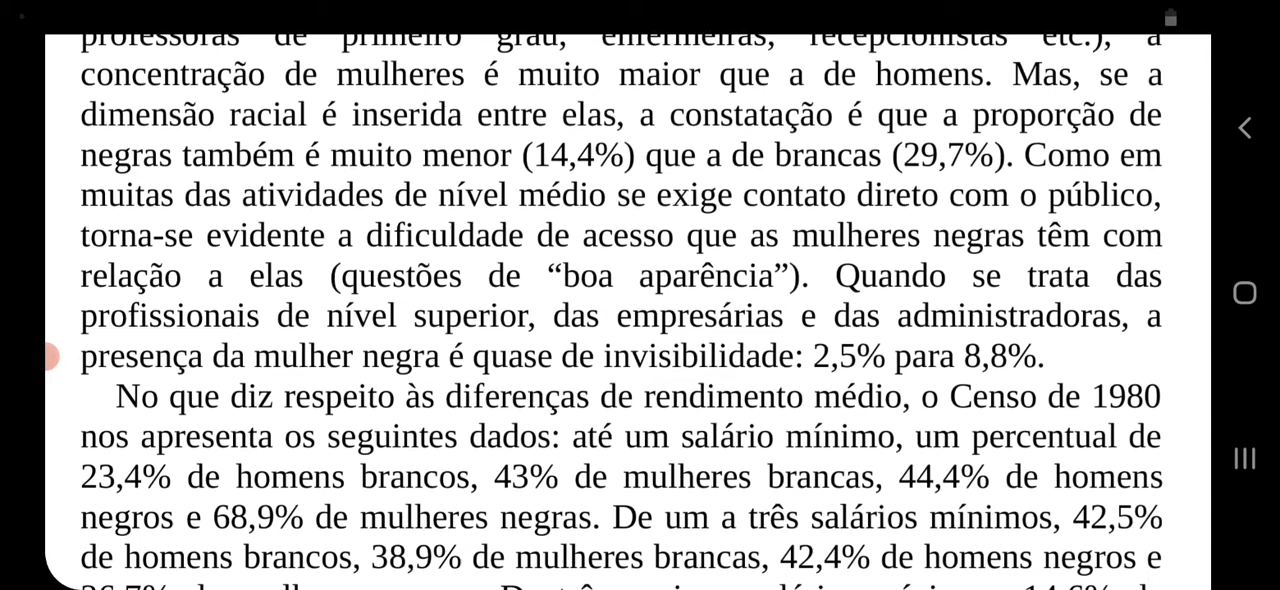 professoras de primeiro grau, enfermeiras, recepcionistas etc.), a
concentração de mulheres é muito maior que a de homens. Mas, se a
dimensão racial é inserida entre elas, a constatação é que a proporção de
negras também é muito menor (14,4%) que a de brancas (29,7%). Como em
muitas das atividades de nível médio se exige contato direto com o público,
torna-se evidente a dificuldade de acesso que as mulheres negras têm com
relação a elas (questões de “boa aparência”). Quando se trata das
profissionais de nível superior, das empresárias e das administradoras, a
presença da mulher negra é quase de invisibilidade: 2,5% para 8,8%.
No que diz respeito às diferenças de rendimento médio, o Censo de 1980
nos apresenta os seguintes dados: até um salário mínimo, um percentual de
23,4% de homens brancos, 43% de mulheres brancas, 44,4% de homens
negros e 68,9% de mulheres negras. De um a três salários mínimos, 42,5%
de homens brancos, 38,9% de mulheres brancas, 42,4% de homens negros e